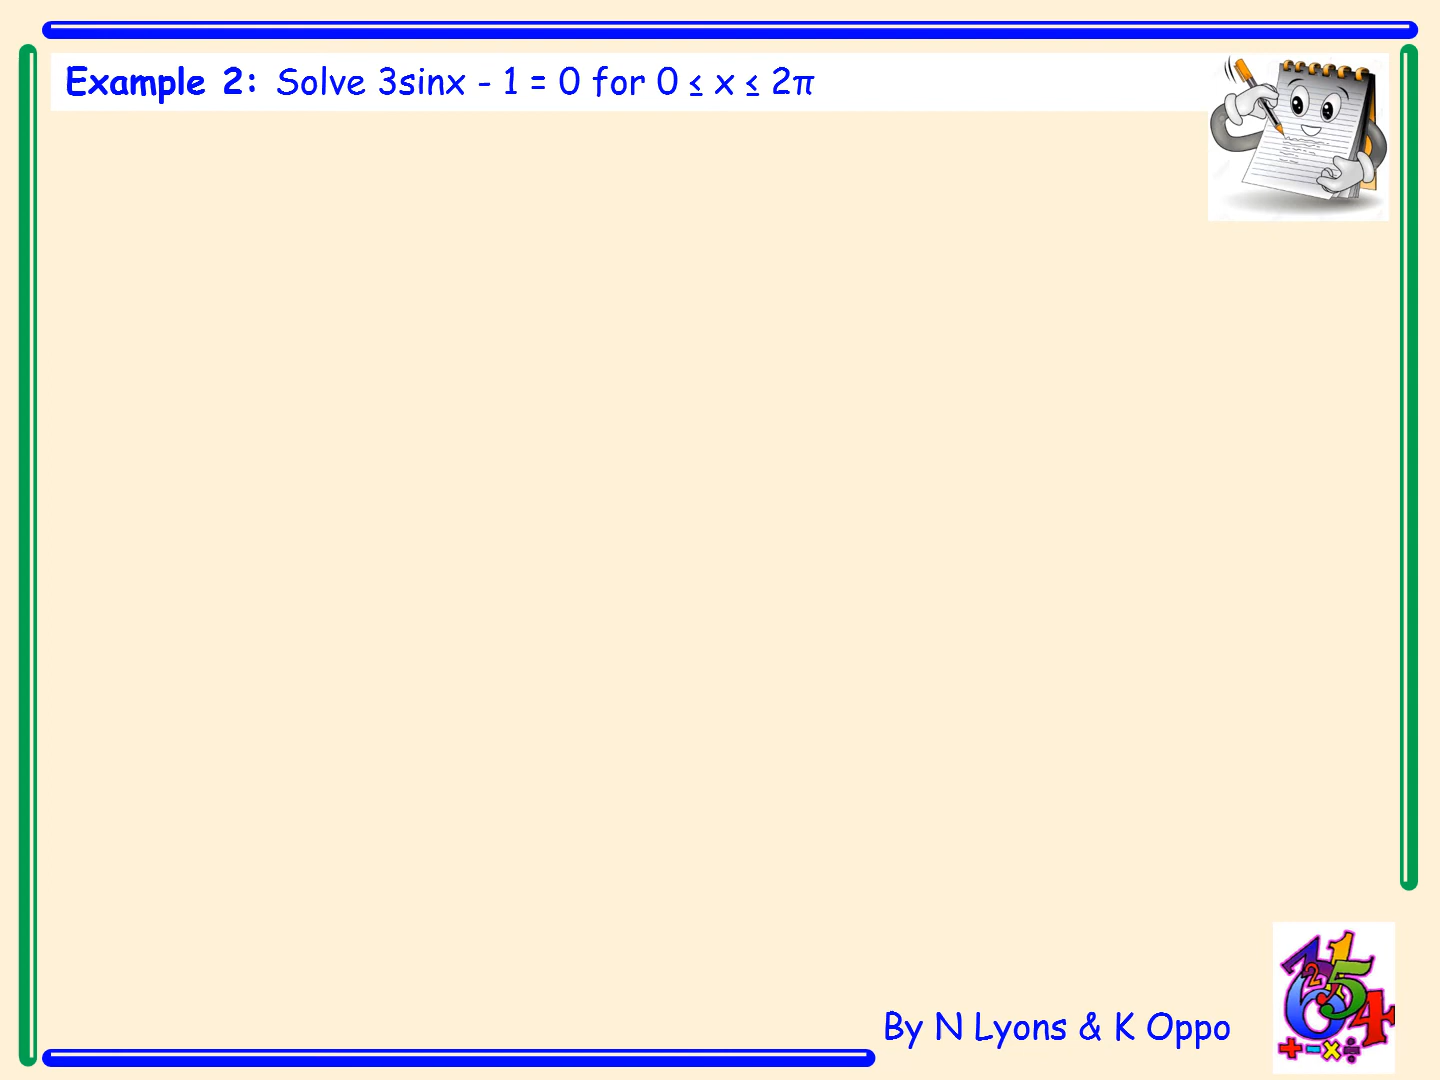 Example 2: Solve 3sinx - 1 = 0 for 0 ≤ x ≤ 2π
By N Lyons & K Oppo